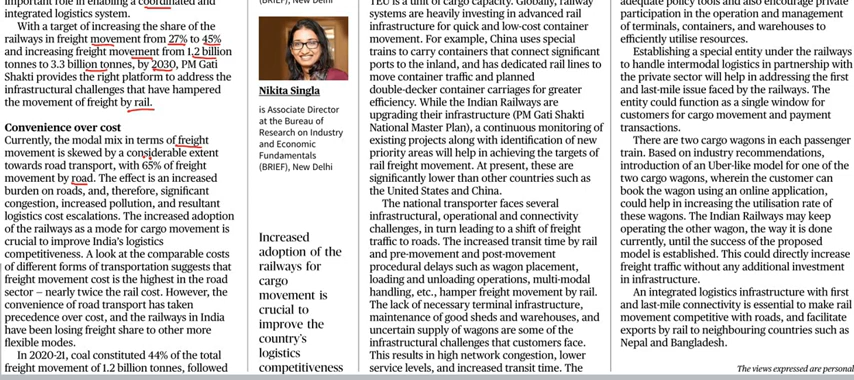 important role in enabling a coordinated and
integrated logistics system.
With a target of increasing the share of the
railways in freight movement from 27% to 45%
and increasing freight movement from 1.2 billion
tonnes to 3.3 billion tonnes, by 2030, PM Gati
Shakti provides the right platform to address the
infrastructural challenges that have hampered
the movement of freight by rail.
Convenience over cost
Currently, the modal mix in terms of freight
movement is skewed by a considerable extent
towards road transport, with 65% of freight
movement by road. The effect is an increased
burden on roads, and, therefore, significant
congestion, increased pollution, and resultant
logistics cost escalations. The increased adoption
of the railways as a mode for cargo movement is
crucial to improve India's logistics
competitiveness. A look at the comparable costs
of different forms of transportation suggests that
freight movement cost is the highest in the road
sector – nearly twice the rail cost. However, the
convenience of road transport has taken
precedence over cost, and the railways in India
have been losing freight share to other more
flexible modes.
In 2020-21, coal constituted 44% of the total
freight movement of 1.2 billion tonnes, followed
(BRIEF), New Delhi
Nikita Singla
is Associate Director
at the Bureau of
Research on Industry
and Economic
Fundamentals
(BRIEF), New Delhi
Increased
adoption of the
railways for
cargo
movement is
crucial to
improve the
country's
logistics
competitiveness
TEU is a unit of cargo capacity. Globally, railway
systems are heavily investing in advanced rail
infrastructure for quick and low-cost container
movement. For example, China uses special
trains to carry containers that connect significant
ports to the inland, and has dedicated rail lines to
move container traffic and planned
double-decker container carriages for greater
efficiency. While the Indian Railways are
upgrading their infrastructure (PM Gati Shakti
National Master Plan), a continuous monitoring of
existing projects along with identification of new
priority areas will help in achieving the targets of
rail freight movement. At present, these are
significantly lower than other countries such as
the United States and China.
The national transporter faces several
infrastructural, operational and connectivity
challenges, in turn leading to a shift of freight
traffic to roads. The increased transit time by rail
and pre-movement and post-movement
procedural delays such as wagon placement,
loading and unloading operations, multi-modal
handling, etc., hamper freight movement by rail.
The lack of necessary terminal infrastructure,
maintenance of good sheds and warehouses, and
uncertain supply of wagons are some of the
infrastructural challenges that customers face.
This results in high network congestion, lower
service levels, and increased transit time. The
adequate policy tools and also encourage private
participation in the operation and management
of terminals, containers, and warehouses to
efficiently utilise resources.
Establishing a special entity under the railways
to handle intermodal logistics in partnership with
the private sector will help in addressing the first
and last-mile issue faced by the railways. The
entity could function as a single window for
customers for cargo movement and payment
transactions.
There are two cargo wagons in each passenger
train. Based on industry recommendations,
introduction of an Uber-like model for one of the
two cargo wagons, wherein the customer can
book the wagon using an online application,
could help in increasing the utilisation rate of
these wagons. The Indian Railways may keep
operating the other wagon, the way it is done
currently, until the success of the proposed
model is established. This could directly increase
freight traffic without any additional investment
in infrastructure.
An integrated logistics infrastructure with first
and last-mile connectivity is essential to make rail
movement competitive with roads, and facilitate
exports by rail to neighbouring countries such as
Nepal and Bangladesh.
The views expressed are personal